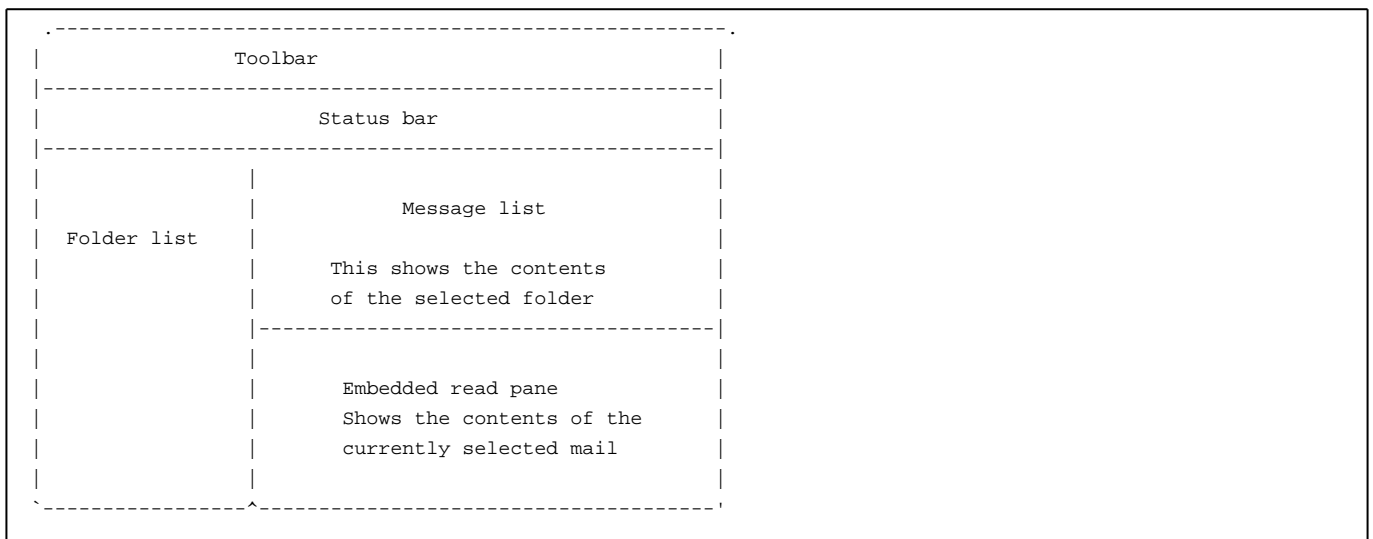 Toolbar
Status bar
Message list
Folder list
This shows the contents
of the selected folder
Embedded read pane
Shows the contents of the
currently selected mail